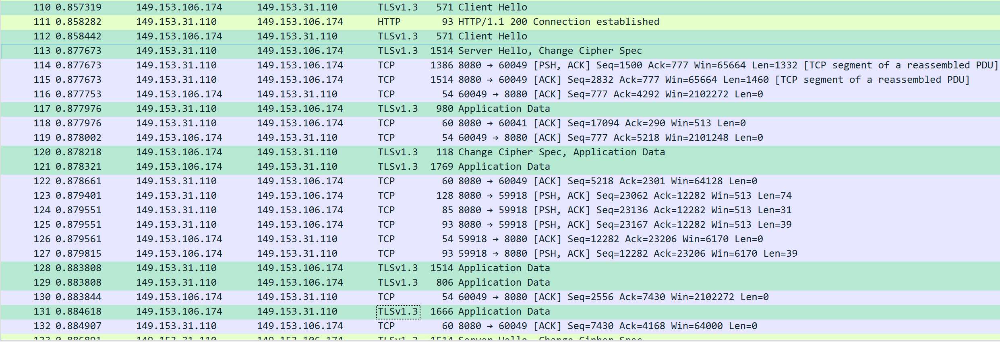 110 0.857319 149.153.106.174 149.153.31.110 TLSv1.3 571 Client Hello
111 0.858282 149.153.31.110 149.153.106.174 HTTP 93 HTTP/1.1 200 Connection established
112 0.858442 149.153.106.174 149.153.31.110 TLSv1.3 571 Client Hello
113 0.877673 149.153.31.110 149.153.106.174 TLSv1.3 1514 Server Hello, Change Cipher Spec
114 0.877673 149.153.31.110 149.153.106.174 TCP 1386 8080 → 60049 [PSH, ACK] Seq=1500 Ack=777 Win=65664 Len=1332 [TCP segment of a reassembled PDU]
115 0.877673 149.153.31.110 149.153.106.174 TCP 1514 8080 → 60049 [ACK] Seq=2832 Ack=777 Win=65664 Len=1460 [TCP segment of a reassembled PDU]
116 0.877753 149.153.106.174 149.153.31.110 TCP 54 60049 → 8080 [ACK] Seq=777 Ack=4292 Win=2102272 Len=0
117 0.877976 149.153.31.110 149.153.106.174 TLSv1.3 980 Application Data
118 0.877976 149.153.31.110 149.153.106.174 TCP 60 8080 → 60041 [ACK] Seq=17094 Ack=290 Win=513 Len=0
119 0.878002 149.153.106.174 149.153.31.110 TCP 54 60049 → 8080 [ACK] Seq=777 Ack=5218 Win=2101248 Len=0
120 0.878218 149.153.106.174 149.153.31.110 TLSv1.3 118 Change Cipher Spec, Application Data
121 0.878321 149.153.106.174 149.153.31.110 TLSv1.3 1769 Application Data
122 0.878661 149.153.31.110 149.153.106.174 TCP 60 8080 → 60049 [ACK] Seq=5218 Ack=2301 Win=64128 Len=0
123 0.879401 149.153.31.110 149.153.106.174 TCP 128 8080 → 59918 [PSH, ACK] Seq=23062 Ack=12282 Win=513 Len=74
124 0.879551 149.153.31.110 149.153.106.174 TCP 85 8080 → 59918 [PSH, ACK] Seq=23136 Ack=12282 Win=513 Len=31
125 0.879551 149.153.31.110 149.153.106.174 TCP 93 8080 → 59918 [PSH, ACK] Seq=23167 Ack=12282 Win=513 Len=39
126 0.879561 149.153.106.174 149.153.31.110 TCP 54 59918 → 8080 [ACK] Seq=12282 Ack=23206 Win=6170 Len=0
127 0.879815 149.153.106.174 149.153.31.110 TCP 93 59918 → 8080 [PSH, ACK] Seq=12282 Ack=23206 Win=6170 Len=39
128 0.883808 149.153.31.110 149.153.106.174 TLSv1.3 1514 Application Data
129 0.883808 149.153.31.110 149.153.106.174 TLSv1.3 806 Application Data
130 0.883844 149.153.106.174 149.153.31.110 TCP 54 60049 → 8080 [ACK] Seq=2556 Ack=7430 Win=2102272 Len=0
131 0.884618 149.153.106.174 149.153.31.110 TLSv1.3 1666 Application Data
132 0.884907 149.153.31.110 149.153.106.174 TCP 60 8080 → 60049 [ACK] Seq=7430 Ack=4168 Win=64000 Len=0
149.153.31.110 149.153.106.174 TLSv1.3 1514 Server Hello, Change Cipher Spec